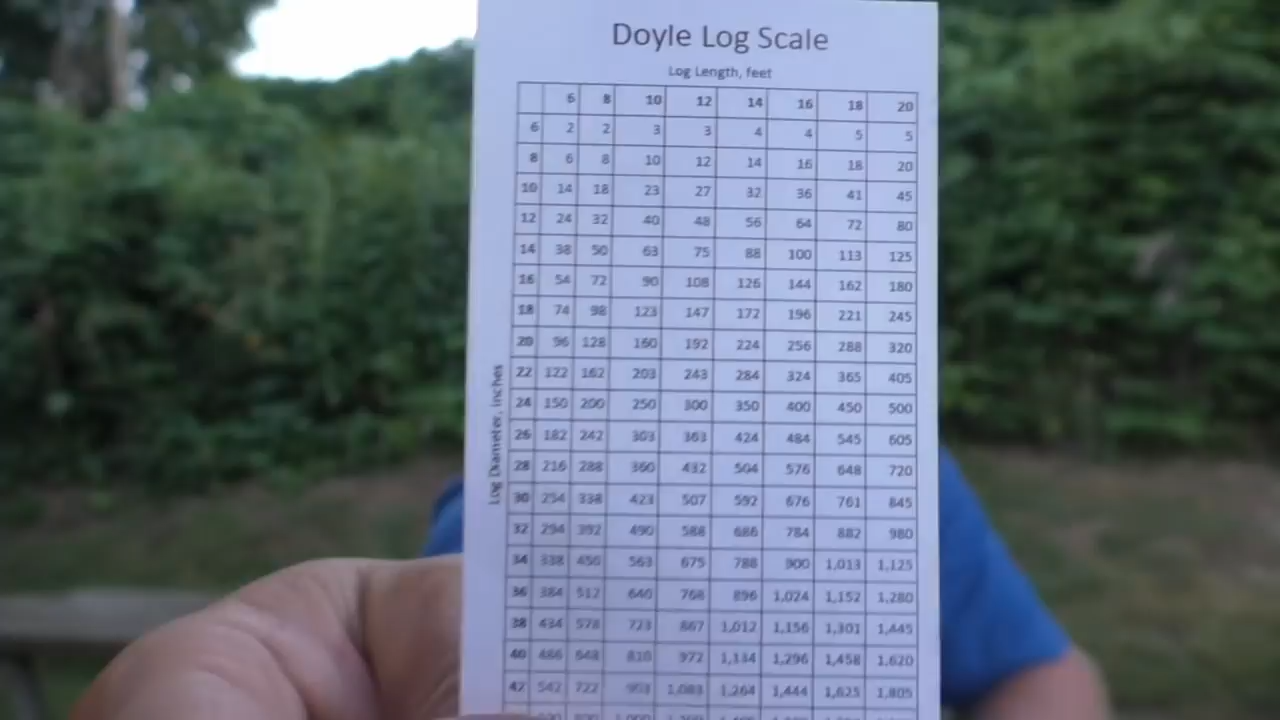 Doyle Log Scale
Log Length, feet
6 8 10 12 14 16 18 20
6 2 2 3 3 4 4 5 5
8 6 8 10 12 14 16 18 20
10 14 18 23 27 32 36 41 45
12 24 32 40 48 56 64 72 80
14 38 50 63 75 88 100 113 125
16 54 72 90 108 126 144 162 180
18 74 98 123 147 172 196 221 245
20 96 128 160 192 224 256 288 320
22 122 162 203 243 284 324 365 405
24 150 200 250 300 350 400 450 500
26 182 242 303 363 424 484 545 605
28 216 288 360 432 504 576 648 720
30 254 338 423 507 592 676 761 845
32 294 392 490 588 686 784 882 980
34 338 450 563 675 788 900 1,013 1,125
36 384 512 640 768 896 1,024 1,152 1,280
38 434 578 723 867 1,012 1,156 1,301 1,445
40 486 648 810 972 1,134 1,296 1,458 1,620
42 542 722 903 1,083 1,264 1,444 1,625 1,805
Log Diameter, inches